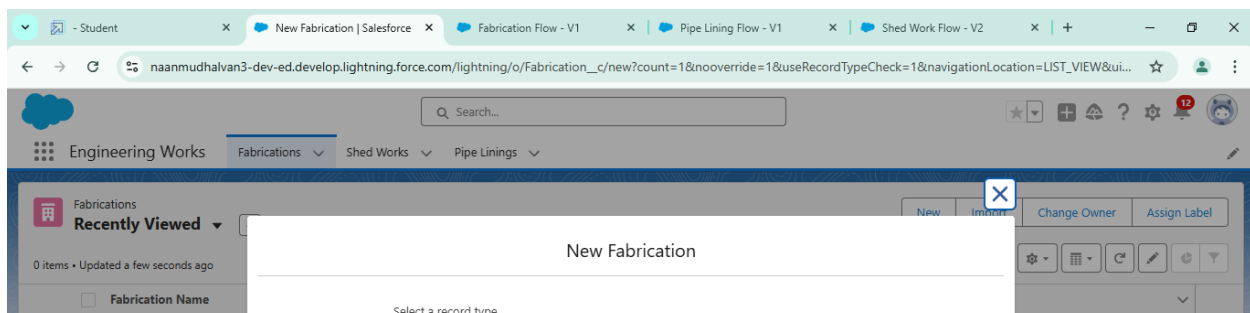 - Student
New Fabrication | Salesforce
Fabrication Flow - V1
Pipe Lining Flow - V1
Shed Work Flow - V2
naanmudhalvan3-dev-ed.develop.lightning.force.com/lightning/o/Fabrication__c/new?count=1&nooverride=1&useRecordTypeCheck=1&navigationLocation=LIST_VIEW&ui...
Search...
12
Engineering Works
Fabrications
Shed Works
Pipe Linings
Fabrications
Recently Viewed
New
Import
Change Owner
Assign Label
New Fabrication
0 items • Updated a few seconds ago
Fabrication Name
Select a record type